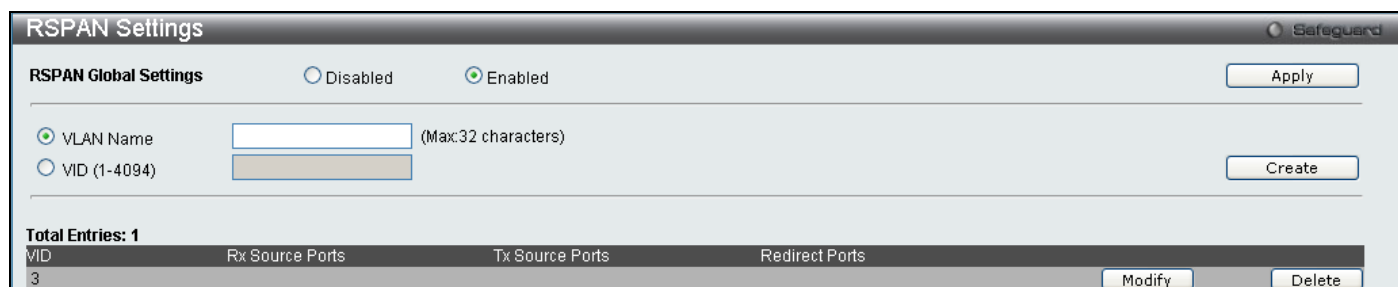 RSPAN Settings Safeguard
RSPAN Global Settings Disabled Enabled Apply
VLAN Name (Max:32 characters)
VID (1-4094) Create
Total Entries: 1
VID Rx Source Ports Tx Source Ports Redirect Ports
3 Modify Delete